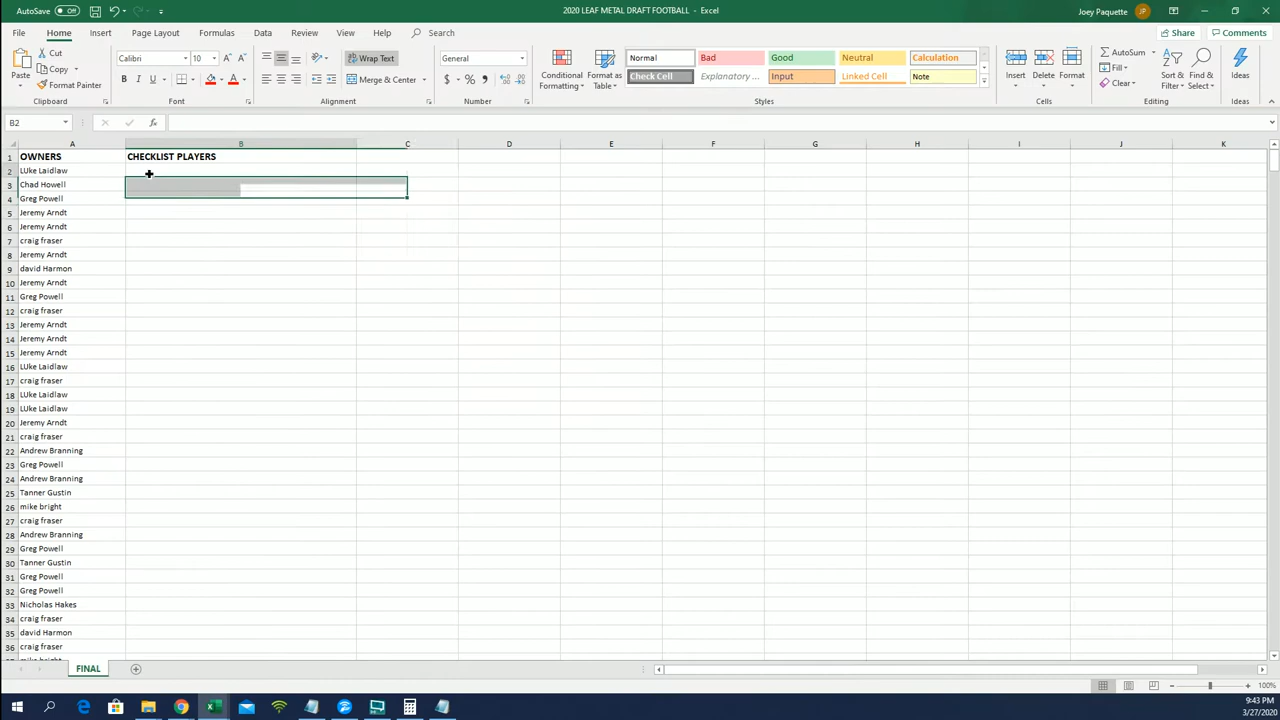 AutoSave Off 2020 LEAF METAL DRAFT FOOTBALL - Excel Joey Paquette JP
File Home Insert Page Layout Formulas Data Review View Help Search Share Comments
Paste Cut Copy Format Painter Clipboard
Calibri 10 B I U A Font
Wrap Text Merge & Center Alignment
General $ % , Number
Conditional Formatting Format as Table
Normal Bad Good Neutral Calculation
Check Cell Explanatory ... Input Linked Cell Note
Styles
Insert Delete Format Cells
AutoSum Fill Clear Sort & Filter Find & Select Editing
Ideas Ideas
B2 fx
A B C D E F G H I J K
1 OWNERS CHECKLIST PLAYERS
2 LUke Laidlaw
3 Chad Howell
4 Greg Powell
5 Jeremy Arndt
6 Jeremy Arndt
7 craig fraser
8 Jeremy Arndt
9 david Harmon
10 Jeremy Arndt
11 Greg Powell
12 craig fraser
13 Jeremy Arndt
14 Jeremy Arndt
15 Jeremy Arndt
16 LUke Laidlaw
17 craig fraser
18 LUke Laidlaw
19 LUke Laidlaw
20 Jeremy Arndt
21 craig fraser
22 Andrew Branning
23 Greg Powell
24 Andrew Branning
25 Tanner Gustin
26 mike bright
27 craig fraser
28 Andrew Branning
29 Greg Powell
30 Tanner Gustin
31 Greg Powell
32 Greg Powell
33 Nicholas Hakes
34 craig fraser
35 david Harmon
36 craig fraser
mike bright
FINAL
100%
9:43 PM
3/27/2020